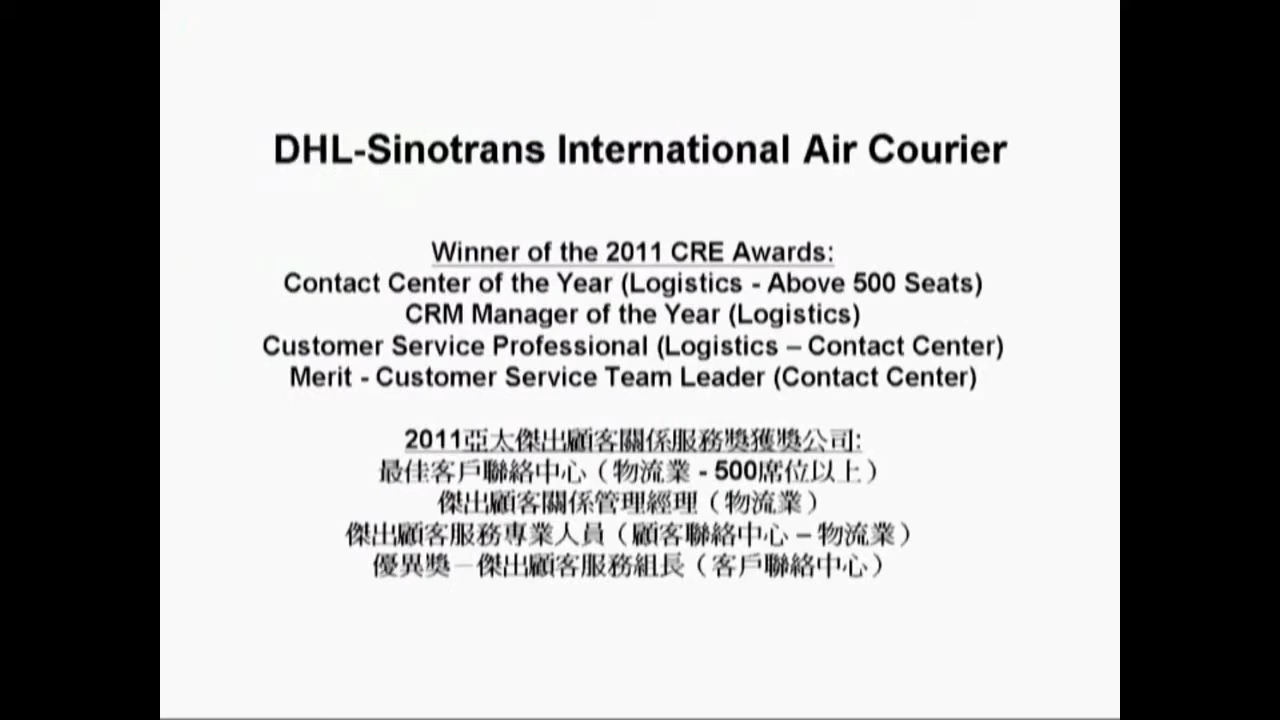 DHL-Sinotrans International Air Courier
Winner of the 2011 CRE Awards:
Contact Center of the Year (Logistics - Above 500 Seats)
CRM Manager of the Year (Logistics)
Customer Service Professional (Logistics – Contact Center)
Merit - Customer Service Team Leader (Contact Center)
2011亞太傑出顧客關係服務獎獲獎公司:
最佳客戶聯絡中心（物流業 - 500席位以上）
傑出顧客關係管理經理（物流業）
傑出顧客服務專業人員（顧客聯絡中心 – 物流業）
優異獎－傑出顧客服務組長（客戶聯絡中心）